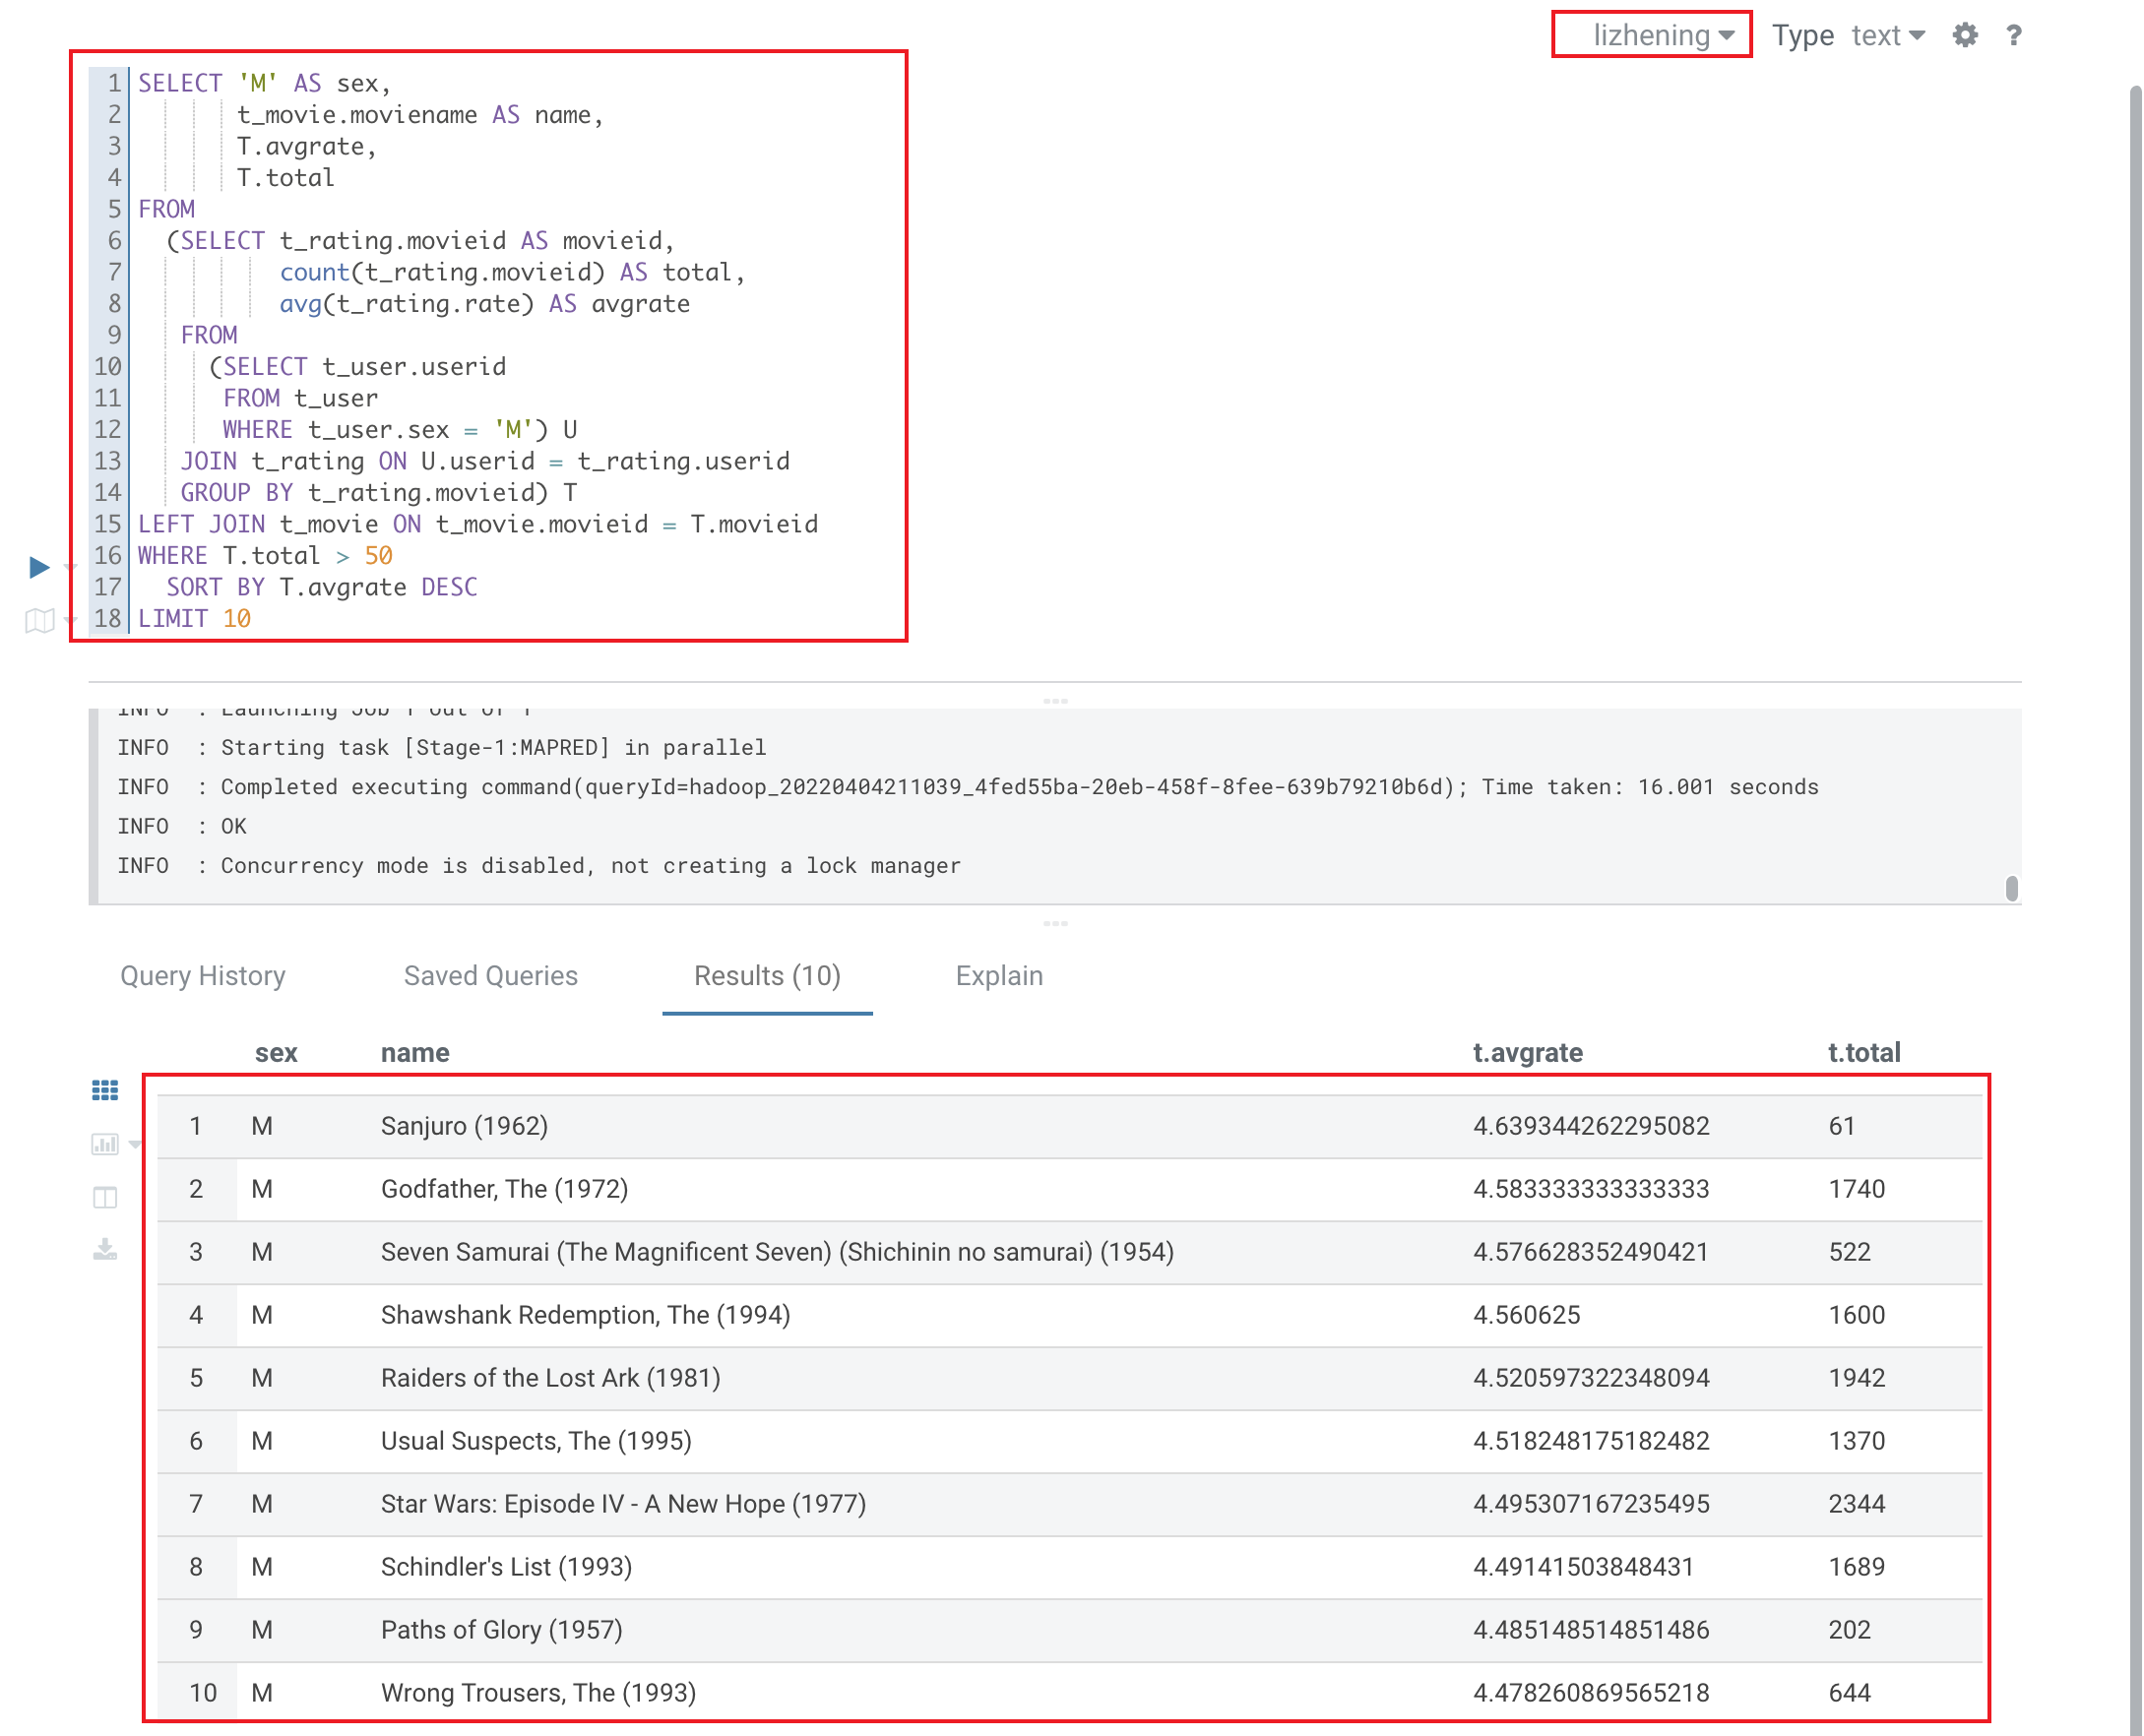 lizhening Type text ?
1 SELECT 'M' AS sex,
2 t_movie.moviename AS name,
3 T.avgrate,
4 T.total
5 FROM
6 (SELECT t_rating.movieid AS movieid,
7 count(t_rating.movieid) AS total,
8 avg(t_rating.rate) AS avgrate
9 FROM
10 (SELECT t_user.userid
11 FROM t_user
12 WHERE t_user.sex = 'M') U
13 JOIN t_rating ON U.userid = t_rating.userid
14 GROUP BY t_rating.movieid) T
15 LEFT JOIN t_movie ON t_movie.movieid = T.movieid
16 WHERE T.total > 50
17 SORT BY T.avgrate DESC
18 LIMIT 10
INFO : Launching Job 1 out of 1
INFO : Starting task [Stage-1:MAPRED] in parallel
INFO : Completed executing command(queryId=hadoop_20220404211039_4fed55ba-20eb-458f-8fee-639b79210b6d); Time taken: 16.001 seconds
INFO : OK
INFO : Concurrency mode is disabled, not creating a lock manager
Query History Saved Queries Results (10) Explain
sex name t.avgrate t.total
1 M Sanjuro (1962) 4.639344262295082 61
2 M Godfather, The (1972) 4.583333333333333 1740
3 M Seven Samurai (The Magnificent Seven) (Shichinin no samurai) (1954) 4.576628352490421 522
4 M Shawshank Redemption, The (1994) 4.560625 1600
5 M Raiders of the Lost Ark (1981) 4.520597322348094 1942
6 M Usual Suspects, The (1995) 4.518248175182482 1370
7 M Star Wars: Episode IV - A New Hope (1977) 4.495307167235495 2344
8 M Schindler's List (1993) 4.49141503848431 1689
9 M Paths of Glory (1957) 4.485148514851486 202
10 M Wrong Trousers, The (1993) 4.478260869565218 644